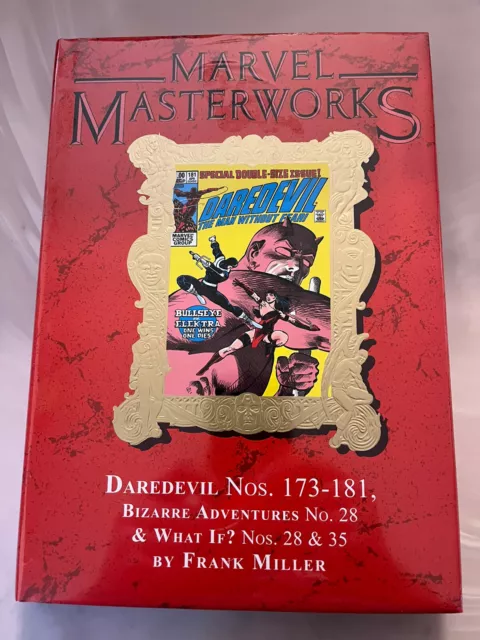 MARVEL
MASTERWORKS
SPECIAL DOUBLE-SIZE ISSUE!
181
DAREDEVIL
THE MAN WITHOUT FEAR!
MARVEL
COMICS
GROUP
BULLSEYE
ELEKTRA
ONE WINS.
ONE DIES.
DAREDEVIL NOS. 173-181,
BIZARRE ADVENTURES NO. 28
& WHAT IF? NOS. 28 & 35
BY FRANK MILLER